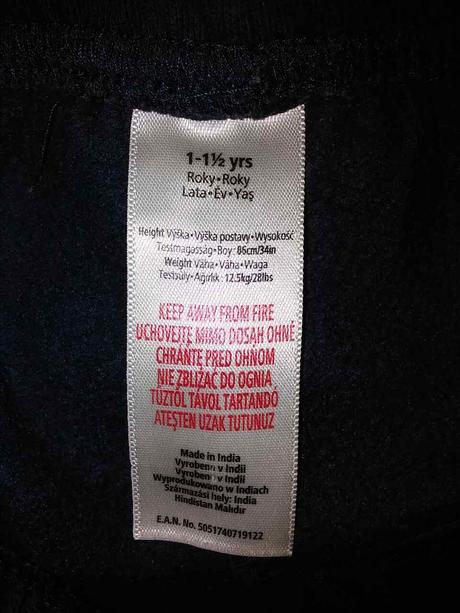 1-1½ yrs
Roky•Roky
Lata•Év•Yaş
Height Výška•Výška postavy•Wysokość
Testmagasság•Boy: 86cm/34in
Weight Váha•Váha•Waga
Testsúly•Ağırlık: 12.5kg/28lbs
KEEP AWAY FROM FIRE
UCHOVEJTE MIMO DOSAH OHNĚ
CHRÁNTĚ PRED OHŇOM
NIE ZBLIŻAĆ DO OGNIA
TŰZTŐL TÁVOL TARTANDÓ
ATEŞTEN UZAK TUTUNUZ
Made in India
Vyrobeno v Indii
Vyrobené v Indii
Wyprodukowano w Indiach
Származási hely: India
Hindistan Malıdır
E.A.N. No. 5051740719122